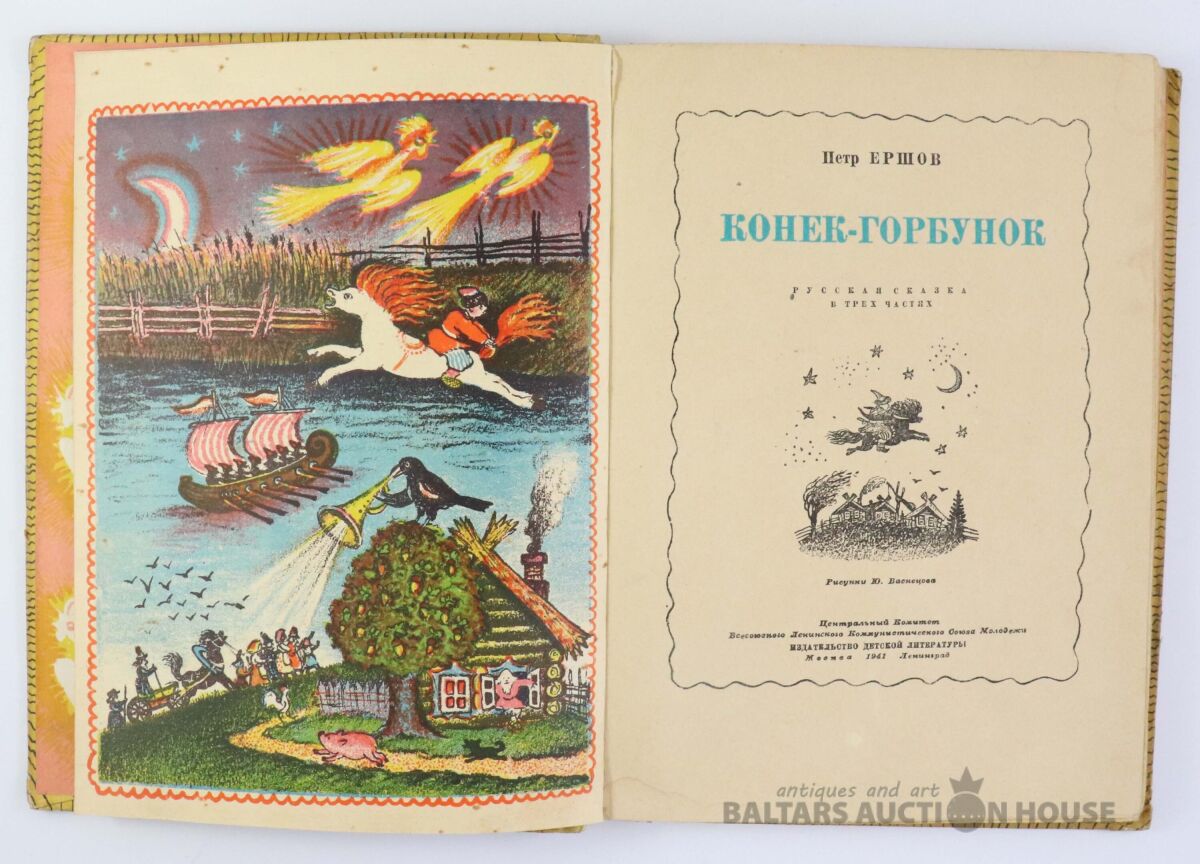 Петр ЕРШОВ
КОНЕК-ГОРБУНОК
РУССКАЯ СКАЗКА
В ТРЕХ ЧАСТЯХ
Рисунки Ю. Васнецова
Центральный Комитет
Всесоюзного Ленинского Коммунистического Союза Молодежи
ИЗДАТЕЛЬСТВО ДЕТСКОЙ ЛИТЕРАТУРЫ
Москва 1941 Ленинград
antiques and art
BALTARS AUCTION HOUSE